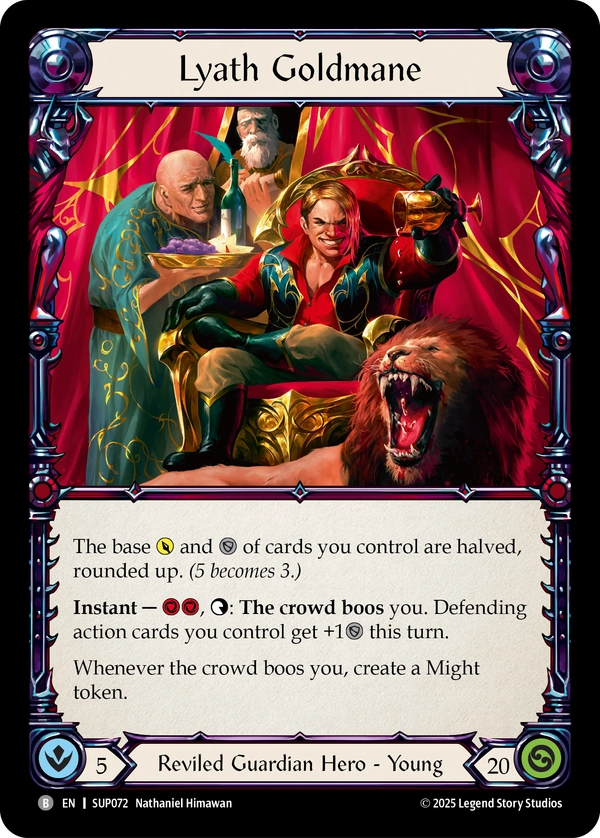 Lyath Goldmane
The base and of cards you control are halved,
rounded up. (5 becomes 3.)
Instant — , : The crowd boos you. Defending
action cards you control get +1 this turn.
Whenever the crowd boos you, create a Might
token.
5 Reviled Guardian Hero - Young 20
B EN | SUP072 Nathaniel Himawan © 2025 Legend Story Studios